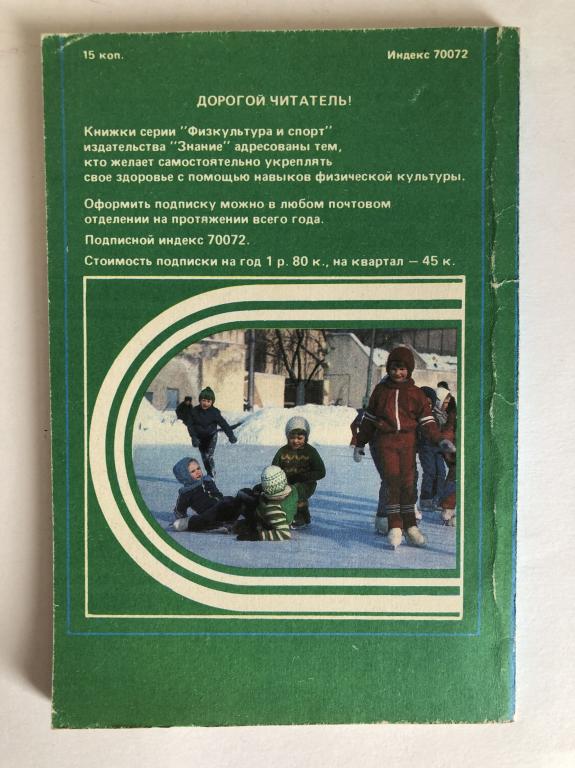 15 коп.
Индекс 70072
ДОРОГОЙ ЧИТАТЕЛЬ!
Книжки серии "Физкультура и спорт"
издательства "Знание" адресованы тем,
кто желает самостоятельно укреплять
свое здоровье с помощью навыков физической культуры.
Оформить подписку можно в любом почтовом
отделении на протяжении всего года.
Подписной индекс 70072.
Стоимость подписки на год 1 р. 80 к., на квартал — 45 к.